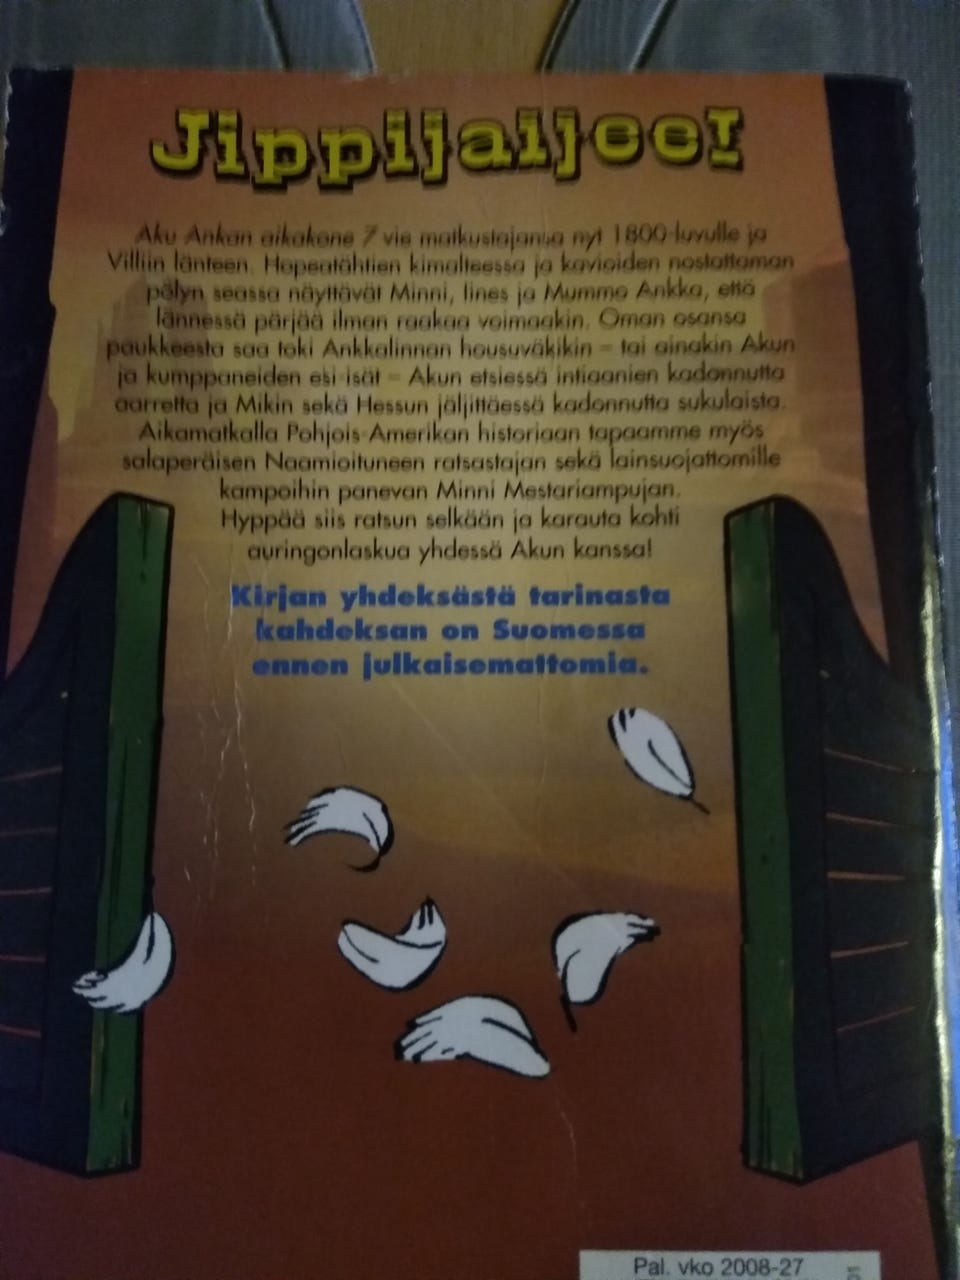 Jippijaijee!
Aku Ankan aikakone 7 vie matkustajansa nyt 1800-luvulle ja
Villiin länteen. Hopeatähtien kimalteessa ja kavioiden nostattaman
pölyn seassa näyttävät Minni, Iines ja Mummo Ankka, että
lännessä pärjää ilman raakaa voimaakin. Oman osansa
paukkeesta saa toki Ankkalinnan housuväkikin – tai ainakin Akun
ja kumppaneiden esi-isät – Akun etsiessä intiaanien kadonnutta
aarretta ja Mikin sekä Hessun jäljittäessä kadonnutta sukulaista.
Aikamatkalla Pohjois-Amerikan historiaan tapaamme myös
salaperäisen Naamioituneen ratsastajan sekä lainsuojattomille
kampoihin panevan Minni Mestariampujan.
Hyppää siis ratsun selkään ja karauta kohti
auringonlaskua yhdessä Akun kanssa!
Kirjan yhdeksästä tarinasta
kahdeksan on Suomessa
ennen julkaisemattomia.
Pal. vko 2008-27